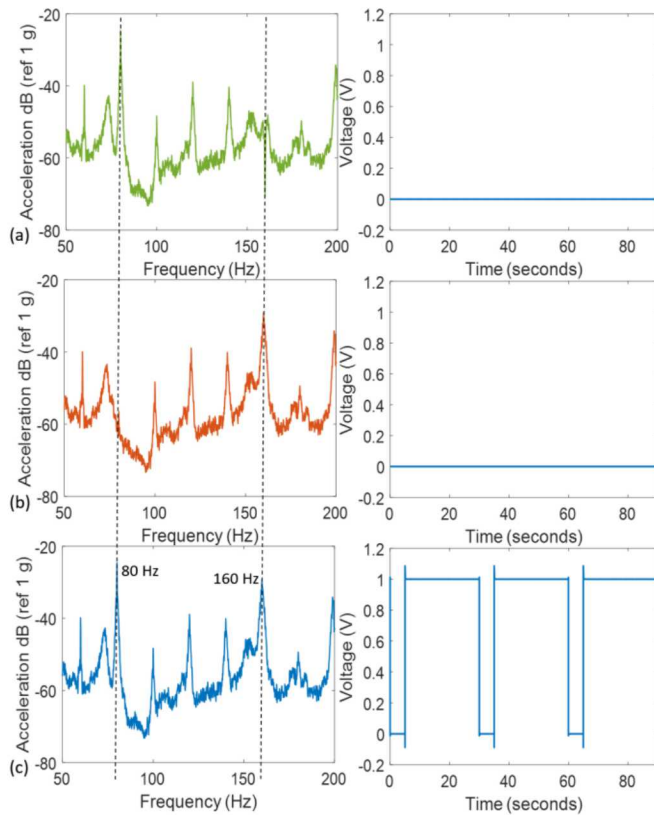 -20
-40
-60
-80
Acceleration dB (ref 1 g)
50 100 150 200
Frequency (Hz)
(a)
1.2
1
0.8
0.6
0.4
0.2
0
-0.2
Voltage (V)
0 20 40 60 80
Time (seconds)
-20
-40
-60
-80
Acceleration dB (ref 1 g)
50 100 150 200
Frequency (Hz)
(b)
1.2
1
0.8
0.6
0.4
0.2
0
-0.2
Voltage (V)
0 20 40 60 80
Time (seconds)
-20
-40
-60
-80
Acceleration dB (ref 1 g)
80 Hz
160 Hz
50 100 150 200
Frequency (Hz)
(c)
1.2
1
0.8
0.6
0.4
0.2
0
-0.2
Voltage (V)
0 20 40 60 80
Time (seconds)